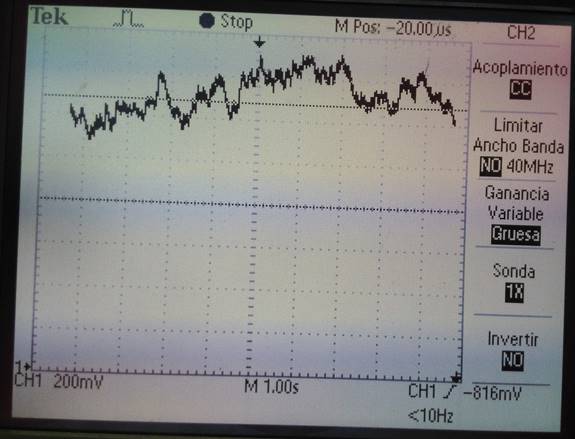 Tek
Stop
M Pos: -20.00µs
CH2
Acoplamiento
CC
Limitar
Ancho Banda
NO 40MHz
Ganancia
Variable
Gruesa
Sonda
1X
Invertir
NO
1
CH1 200mV
M 1.00s
CH1 -816mV
<10Hz